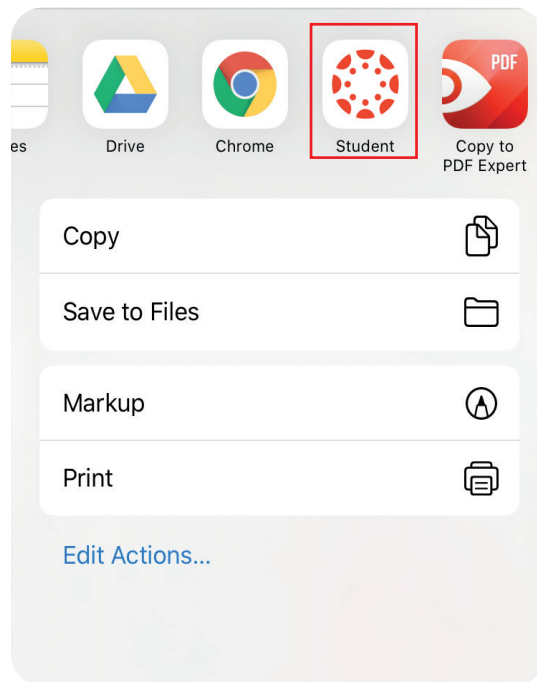 PDF
es
Drive
Chrome
Student
Copy to
PDF Expert
Copy
Save to Files
Markup
Print
Edit Actions...